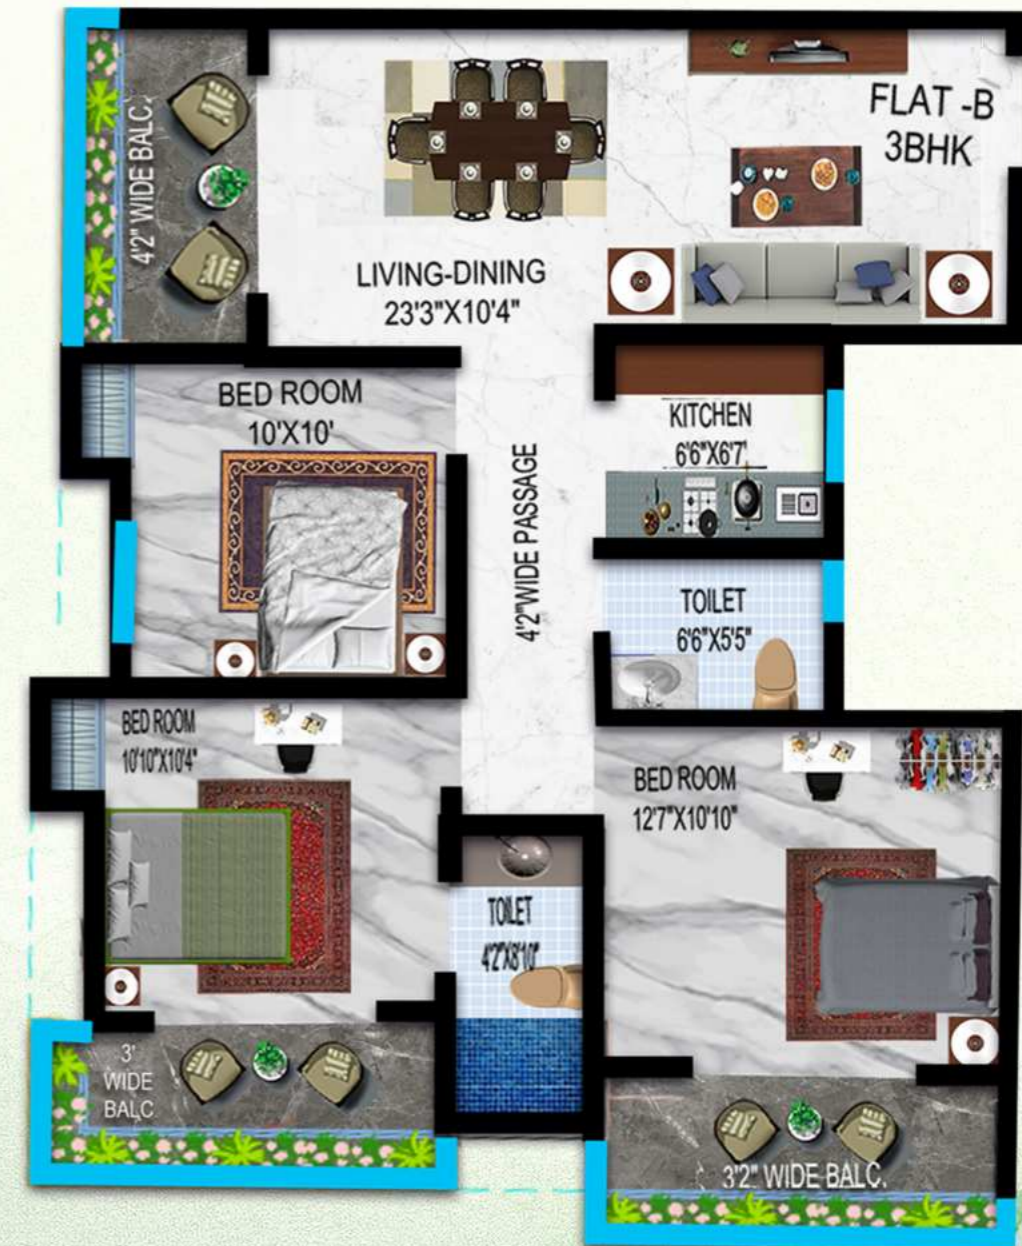 FLAT -B
3BHK
4'2" WIDE BALC.
LIVING-DINING
23'3"X10'4"
BED ROOM
10'X10'
KITCHEN
6'6"X6'7'
4'2"WIDE PASSAGE
TOILET
6'6"X5'5"
BED ROOM
10'10"X10'4"
BED ROOM
12'7"X10'10"
TOILET
4'2"X8'10"
3'
WIDE
BALC
3'2" WIDE BALC.